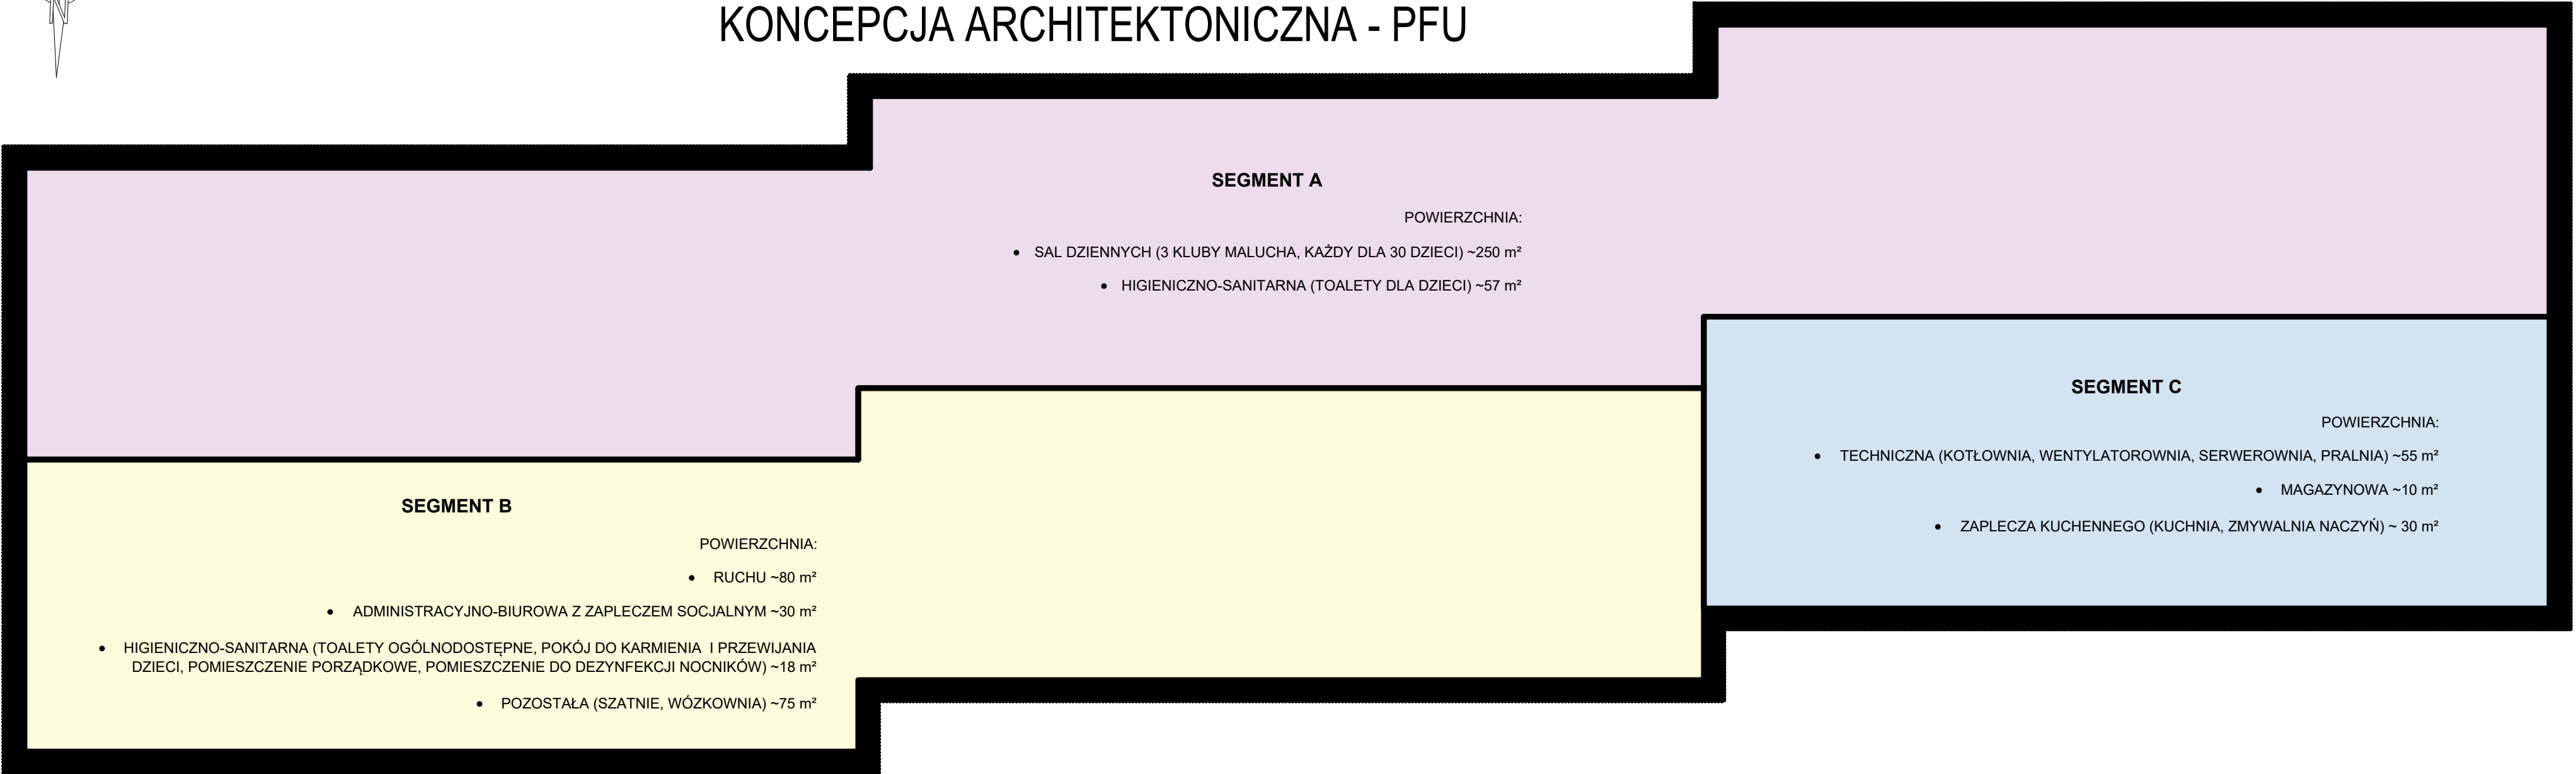 N
KONCEPCJA ARCHITEKTONICZNA - PFU
SEGMENT A
POWIERZCHNIA:
• SAL DZIENNYCH (3 KLUBY MALUCHA, KAŻDY DLA 30 DZIECI) ~250 m²
• HIGIENICZNO-SANITARNA (TOALETY DLA DZIECI) ~57 m²
SEGMENT C
POWIERZCHNIA:
• TECHNICZNA (KOTŁOWNIA, WENTYLATOROWNIA, SERWEROWNIA, PRALNIA) ~55 m²
• MAGAZYNOWA ~10 m²
• ZAPLECZA KUCHENNEGO (KUCHNIA, ZMYWALNIA NACZYŃ) ~ 30 m²
SEGMENT B
POWIERZCHNIA:
• RUCHU ~80 m²
• ADMINISTRACYJNO-BIUROWA Z ZAPLECZEM SOCJALNYM ~30 m²
• HIGIENICZNO-SANITARNA (TOALETY OGÓLNODOSTĘPNE, POKÓJ DO KARMIENIA I PRZEWIJANIA
DZIECI, POMIESZCZENIE PORZĄDKOWE, POMIESZCZENIE DO DEZYNFEKCJI NOCNIKÓW) ~18 m²
• POZOSTAŁA (SZATNIE, WÓZKOWNIA) ~75 m²